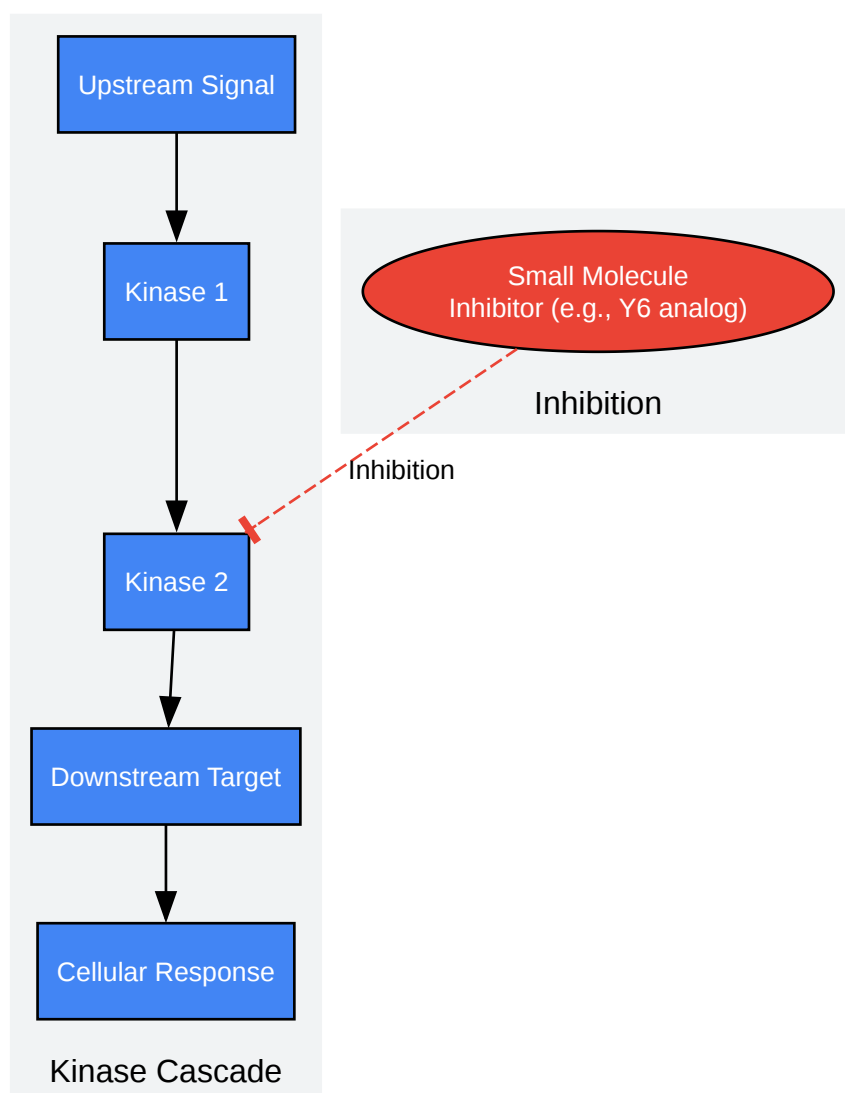 Upstream Signal
Kinase 1
Small Molecule
Inhibitor (e.g., Y6 analog)
Inhibition
Inhibition
Kinase 2
Downstream Target
Cellular Response
Kinase Cascade